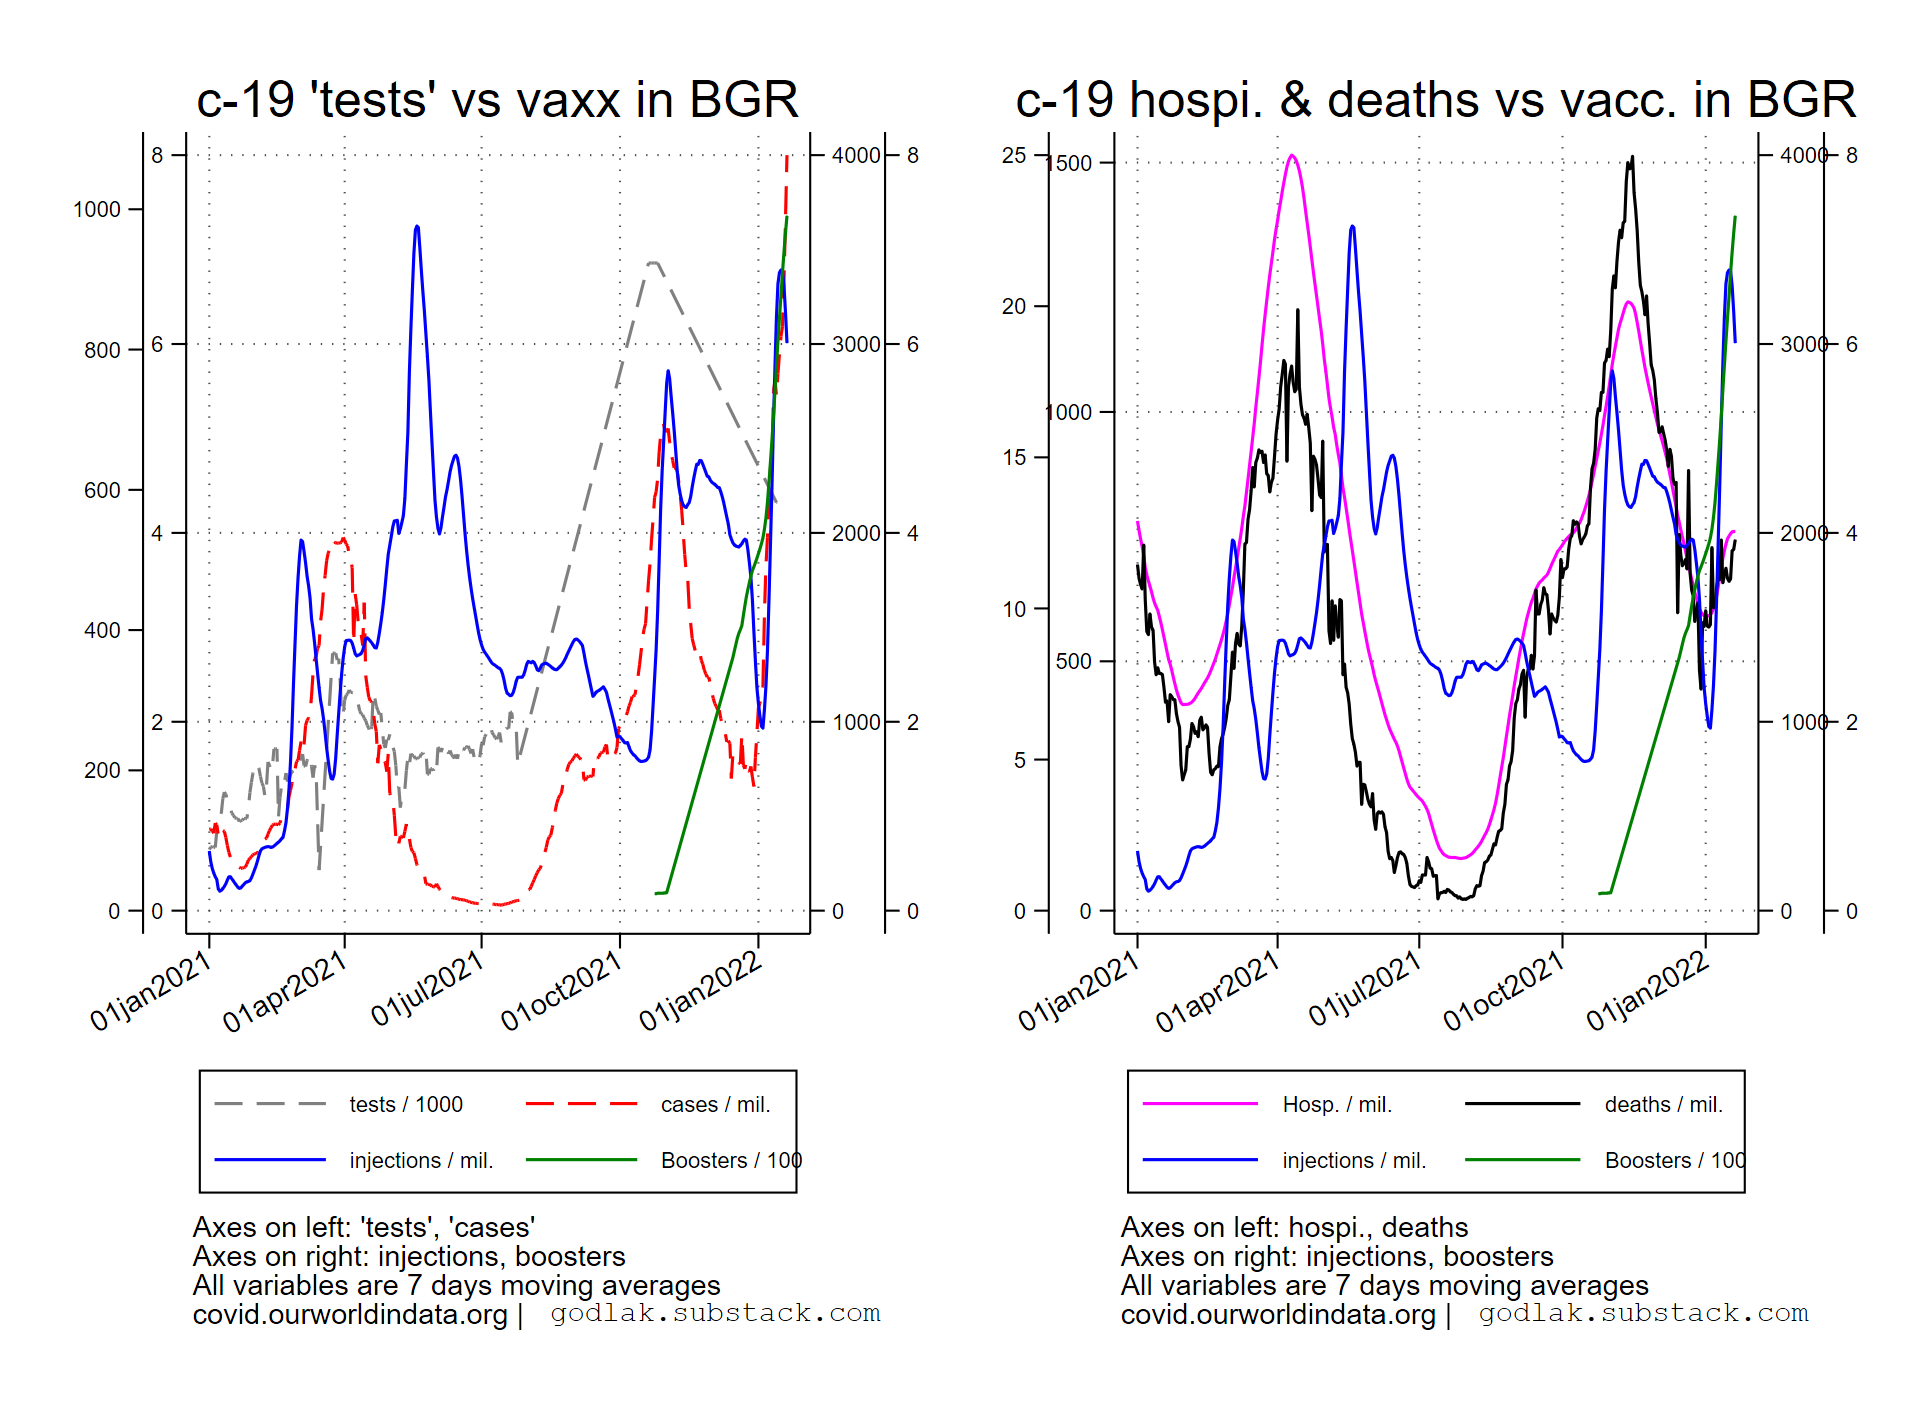 c-19 'tests' vs vaxx in BGR
8
4000
8
1000
800
6
3000
6
600
4
2000
4
400
2
1000
2
200
0
0
0
0
01jan2021
01apr2021
01jul2021
01oct2021
01jan2022
tests / 1000
cases / mil.
injections / mil.
Boosters / 100
Axes on left: 'tests', 'cases'
Axes on right: injections, boosters
All variables are 7 days moving averages
covid.ourworldindata.org | godlak.substack.com
c-19 hospi. & deaths vs vacc. in BGR
25
1500
4000
8
20
3000
6
1000
15
2000
4
10
500
1000
2
5
0
0
0
0
01jan2021
01apr2021
01jul2021
01oct2021
01jan2022
Hosp. / mil.
deaths / mil.
injections / mil.
Boosters / 100
Axes on left: hospi., deaths
Axes on right: injections, boosters
All variables are 7 days moving averages
covid.ourworldindata.org | godlak.substack.com